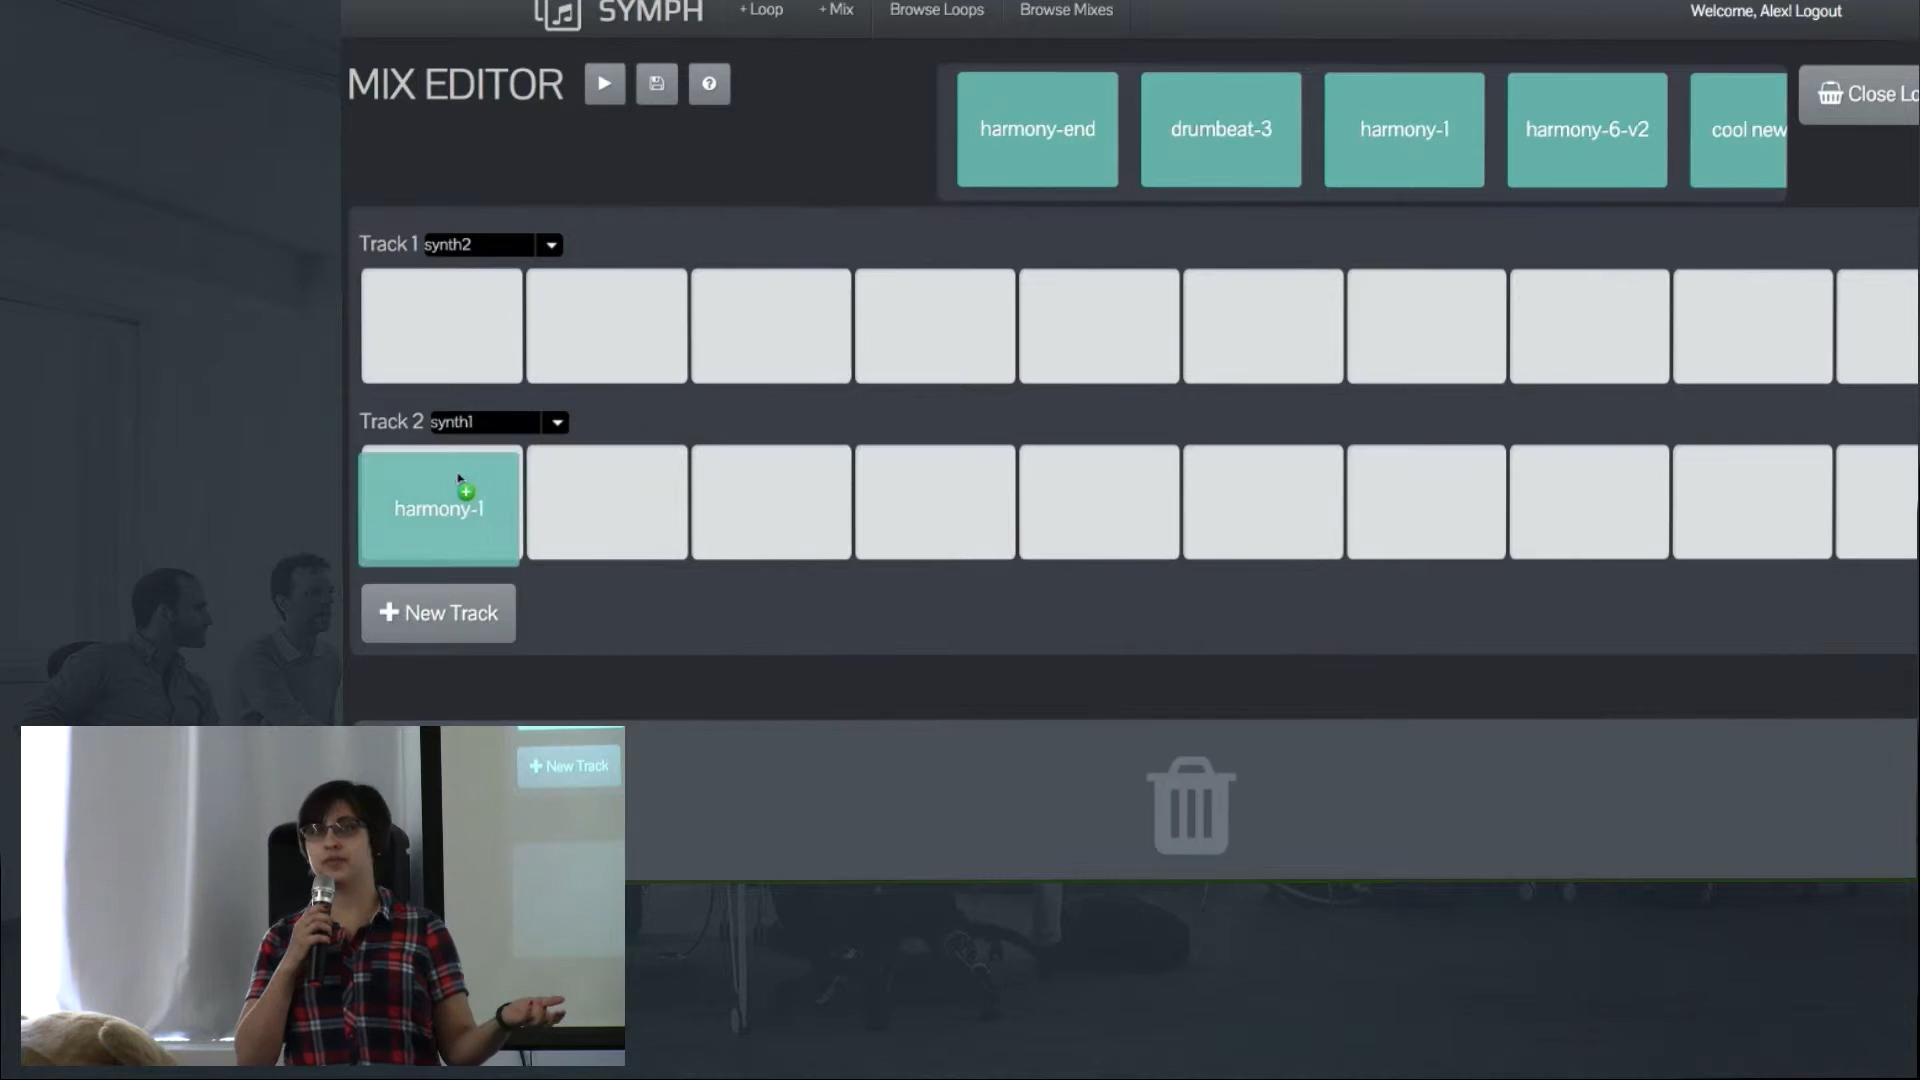 SYMPH
+ Loop
+ Mix
Browse Loops
Browse Mixes
Welcome, Alex! Logout
MIX EDITOR
harmony-end
drumbeat-3
harmony-1
harmony-6-v2
cool new
Close Lo
Track 1 synth2
Track 2 synth1
harmony-1
+ New Track
+ New Track